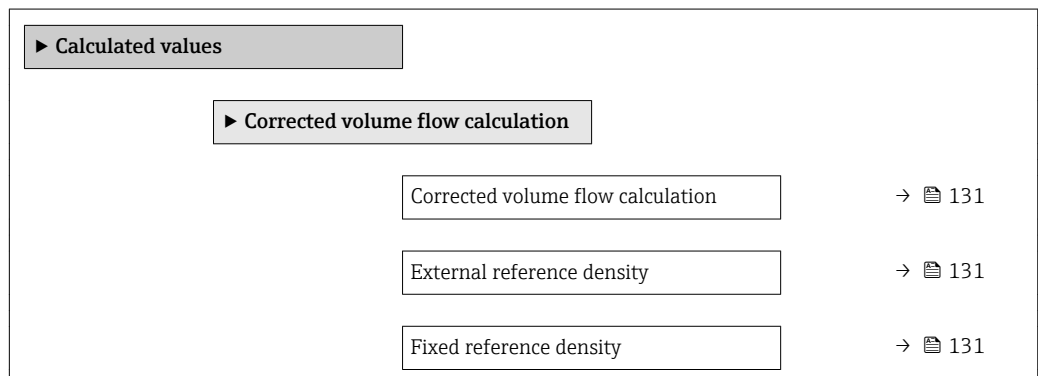 ▶ Calculated values
▶ Corrected volume flow calculation
Corrected volume flow calculation → 🖹 131
External reference density → 🖹 131
Fixed reference density → 🖹 131